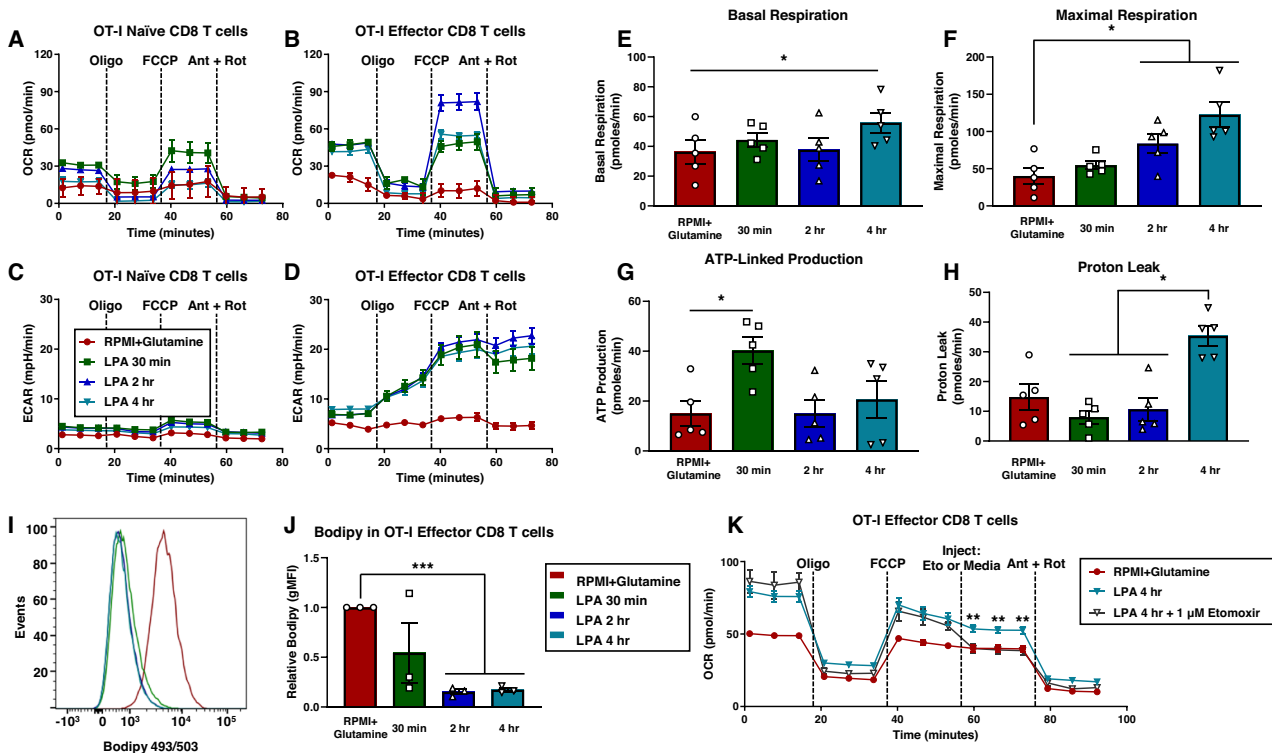 A
OT-I Naïve CD8 T cells
Oligo
FCCP
Ant + Rot
OCR (pmol/min)
120
90
60
30
0
0
20
40
60
80
Time (minutes)
B
OT-I Effector CD8 T cells
Oligo
FCCP
Ant + Rot
OCR (pmol/min)
120
90
60
30
0
0
20
40
60
80
Time (minutes)
E
Basal Respiration
*
Basal Respiration
(pmoles/min)
100
80
60
40
20
0
RPMI+
Glutamine
30 min
2 hr
4 hr
F
Maximal Respiration
*
Maximal Respiration
(pmoles/min)
200
150
100
50
0
RPMI+
Glutamine
30 min
2 hr
4 hr
C
OT-I Naïve CD8 T cells
Oligo
FCCP
Ant + Rot
ECAR (mpH/min)
30
20
10
0
RPMI+Glutamine
LPA 30 min
LPA 2 hr
LPA 4 hr
0
20
40
60
80
Time (minutes)
D
OT-I Effector CD8 T cells
Oligo
FCCP
Ant + Rot
ECAR (mpH/min)
30
20
10
0
0
20
40
60
80
Time (minutes)
G
ATP-Linked Production
*
ATP Production
(pmoles/min)
60
40
20
0
RPMI+
Glutamine
30 min
2 hr
4 hr
H
Proton Leak
*
Proton Leak
(pmoles/min)
50
40
30
20
10
0
RPMI+
Glutamine
30 min
2 hr
4 hr
I
Events
100
80
60
40
20
0
-10³
0
10³
10⁴
10⁵
Bodipy 493/503
J
Bodipy in OT-I Effector CD8 T cells
***
Relative Bodipy (gMFI)
1.5
1.0
0.5
0.0
RPMI+
Glutamine
30 min
2 hr
4 hr
RPMI+Glutamine
LPA 30 min
LPA 2 hr
LPA 4 hr
K
OT-I Effector CD8 T cells
Oligo
FCCP
Inject:
Eto or Media
Ant + Rot
** ** **
OCR (pmol/min)
100
50
0
0
20
40
60
80
100
Time (minutes)
RPMI+Glutamine
LPA 4 hr
LPA 4 hr + 1 µM Etomoxir